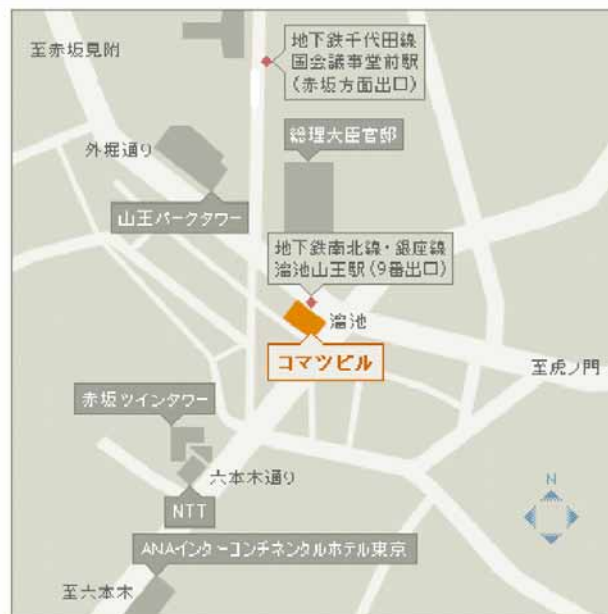 至赤坂見附
地下鉄千代田線
国会議事堂前駅
(赤坂方面出口)
外堀通り
総理大臣官邸
山王パークタワー
地下鉄南北線・銀座線
溜池山王駅(9番出口)
溜池
コマツビル
至虎ノ門
赤坂ツインタワー
六本木通り
N
NTT
ANAインターコンチネンタルホテル東京
至六本木